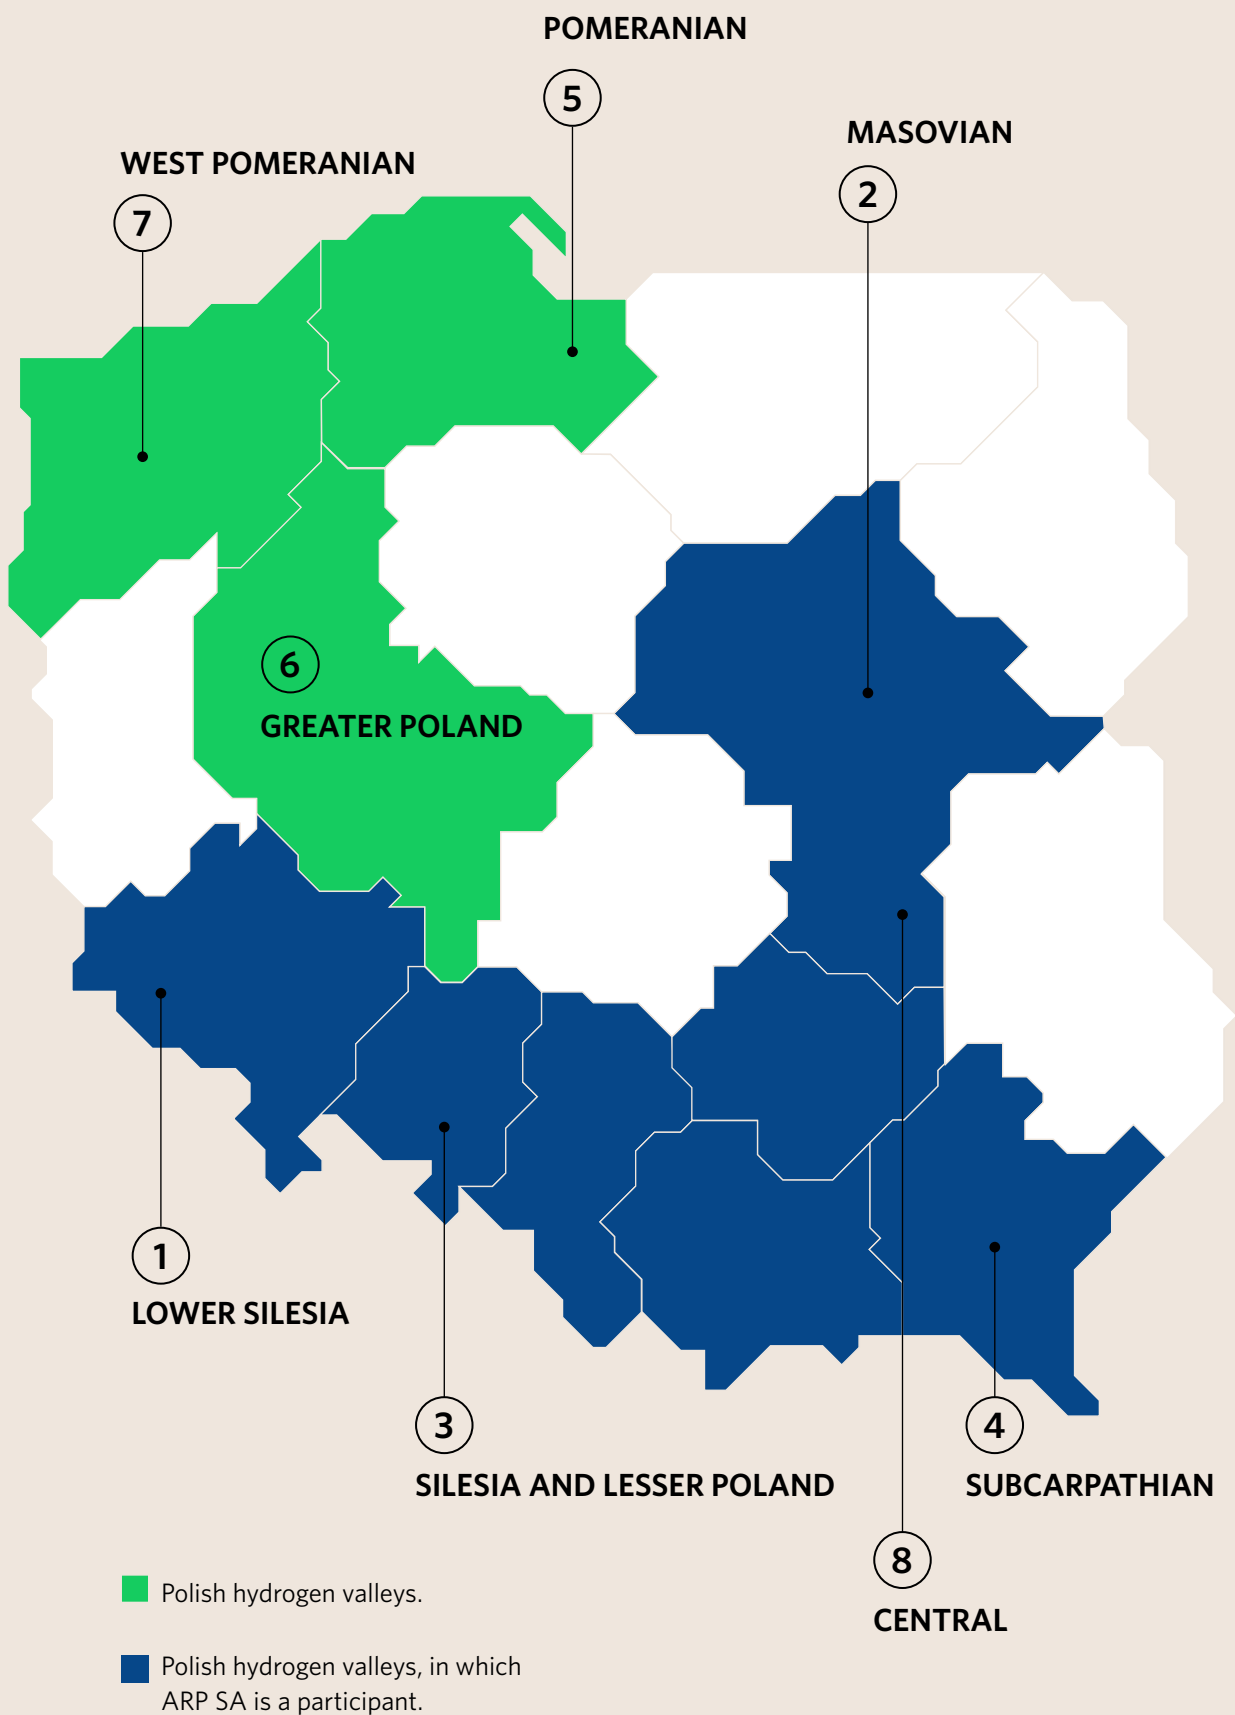 POMERANIAN
5
MASOVIAN
2
WEST POMERANIAN
7
6
GREATER POLAND
1
LOWER SILESIA
3
SILESIA AND LESSER POLAND
4
SUBCARPATHIAN
8
CENTRAL
Polish hydrogen valleys.
Polish hydrogen valleys, in which
ARP SA is a participant.